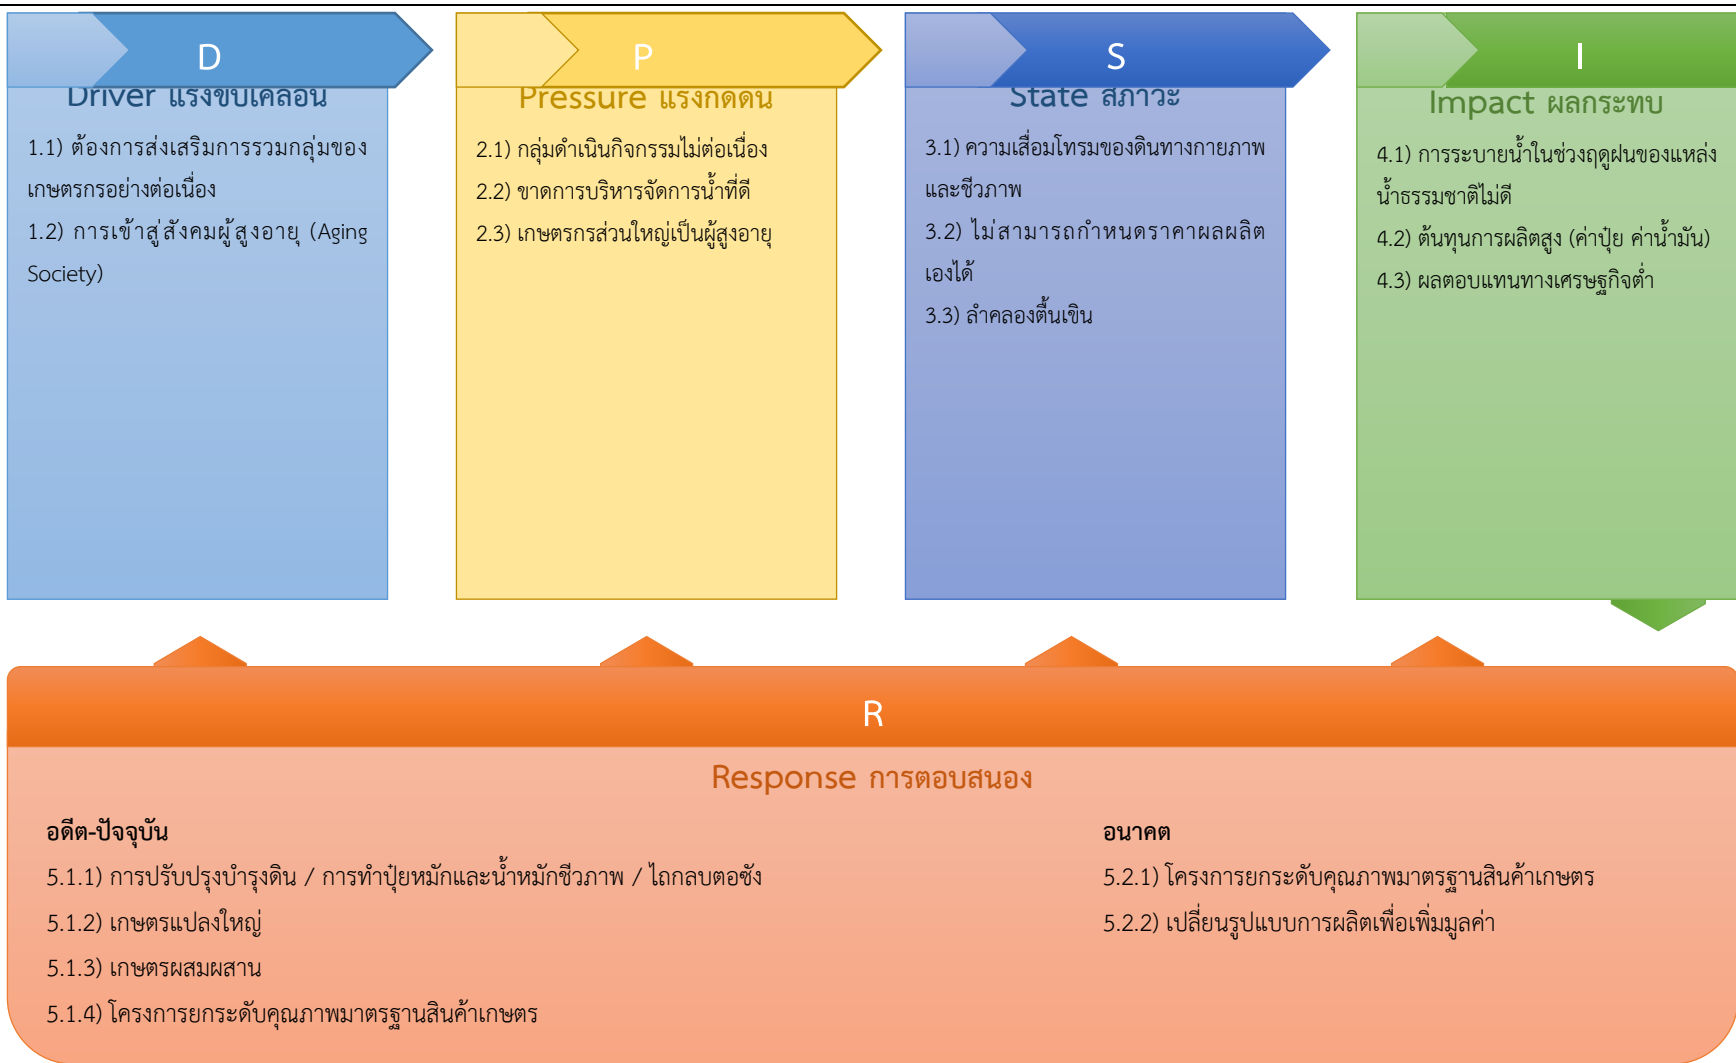 D
Driver แรงขับเคลื่อน
1.1) ต้องการส่งเสริมการรวมกลุ่มของ
เกษตรกรอย่างต่อเนื่อง
1.2) การเข้าสู่สังคมผู้สูงอายุ (Aging
Society)
P
Pressure แรงกดดัน
2.1) กลุ่มดำเนินกิจกรรมไม่ต่อเนื่อง
2.2) ขาดการบริหารจัดการน้ำที่ดี
2.3) เกษตรกรส่วนใหญ่เป็นผู้สูงอายุ
S
State สภาวะ
3.1) ความเสื่อมโทรมของดินทางกายภาพ
และชีวภาพ
3.2) ไม่สามารถกำหนดราคาผลผลิต
เองได้
3.3) ลำคลองตื้นเขิน
I
Impact ผลกระทบ
4.1) การระบายน้ำในช่วงฤดูฝนของแหล่ง
น้ำธรรมชาติไม่ดี
4.2) ต้นทุนการผลิตสูง (ค่าปุ๋ย ค่าน้ำมัน)
4.3) ผลตอบแทนทางเศรษฐกิจต่ำ
R
Response การตอบสนอง
อดีต-ปัจจุบัน
5.1.1) การปรับปรุงบำรุงดิน / การทำปุ๋ยหมักและน้ำหมักชีวภาพ / ไถกลบตอซัง
5.1.2) เกษตรแปลงใหญ่
5.1.3) เกษตรผสมผสาน
5.1.4) โครงการยกระดับคุณภาพมาตรฐานสินค้าเกษตร
อนาคต
5.2.1) โครงการยกระดับคุณภาพมาตรฐานสินค้าเกษตร
5.2.2) เปลี่ยนรูปแบบการผลิตเพื่อเพิ่มมูลค่า